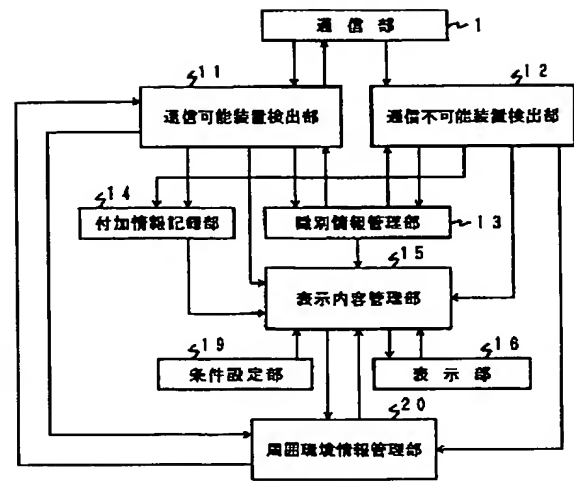 通信部
1
11
通信可能装置検出部
12
通信不可能装置検出部
14
付加情報記録部
識別情報管理部
13
15
表示内容管理部
19
条件設定部
16
表示部
20
周囲環境情報管理部